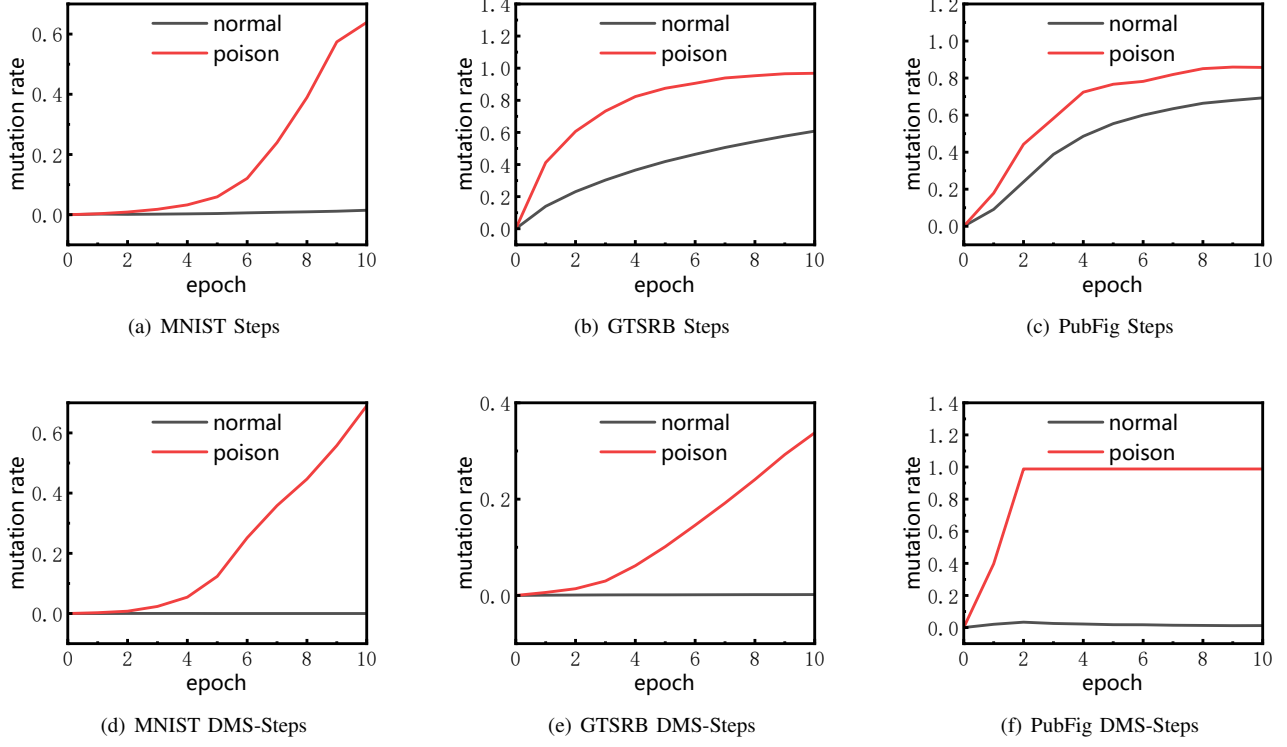 normal
poison
mutation rate
0.6
0.4
0.2
0.0
0 2 4 6 8 10
epoch
(a) MNIST Steps
normal
poison
mutation rate
1.4
1.2
1.0
0.8
0.6
0.4
0.2
0.0
0 2 4 6 8 10
epoch
(b) GTSRB Steps
normal
poison
mutation rate
1.2
1.0
0.8
0.6
0.4
0.2
0.0
0 2 4 6 8 10
epoch
(c) PubFig Steps
normal
poison
mutation rate
0.6
0.4
0.2
0.0
0 2 4 6 8 10
epoch
(d) MNIST DMS-Steps
normal
poison
mutation rate
0.4
0.2
0.0
0 2 4 6 8 10
epoch
(e) GTSRB DMS-Steps
normal
poison
mutation rate
1.4
1.2
1.0
0.8
0.6
0.4
0.2
0.0
0 2 4 6 8 10
epoch
(f) PubFig DMS-Steps